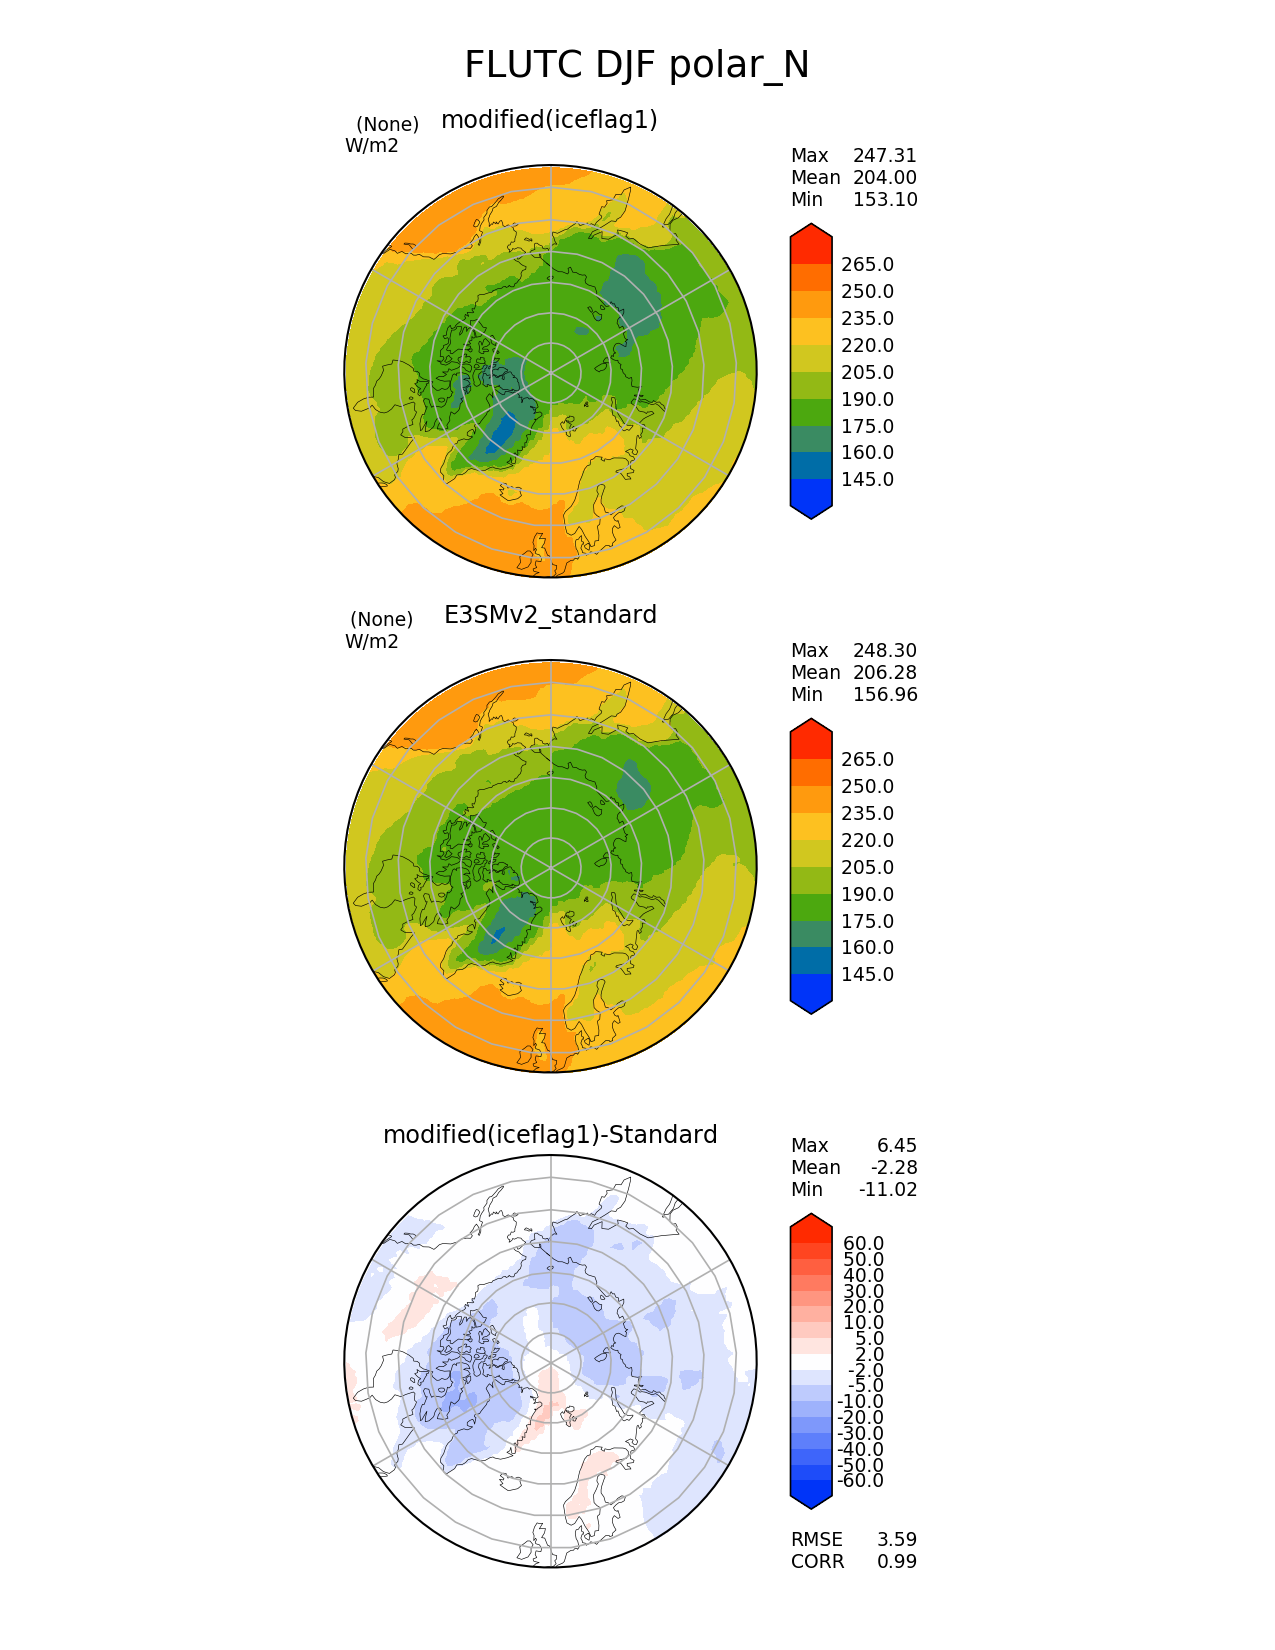 FLUTC DJF polar_N
(None)
modified(iceflag1)
W/m2
Max 247.31
Mean 204.00
Min 153.10
265.0
250.0
235.0
220.0
205.0
190.0
175.0
160.0
145.0
(None)
E3SMv2_standard
W/m2
Max 248.30
Mean 206.28
Min 156.96
265.0
250.0
235.0
220.0
205.0
190.0
175.0
160.0
145.0
modified(iceflag1)-Standard
Max 6.45
Mean -2.28
Min -11.02
60.0
50.0
40.0
30.0
20.0
10.0
5.0
2.0
-2.0
-5.0
-10.0
-20.0
-30.0
-40.0
-50.0
-60.0
RMSE 3.59
CORR 0.99